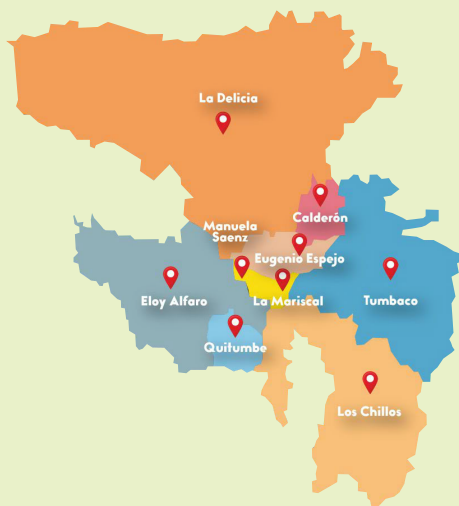 La Delicia
Calderón
Manuela
Saenz
Eugenio Espejo
Eloy Alfaro
La Mariscal
Tumbaco
Quitumbe
Los Chillos